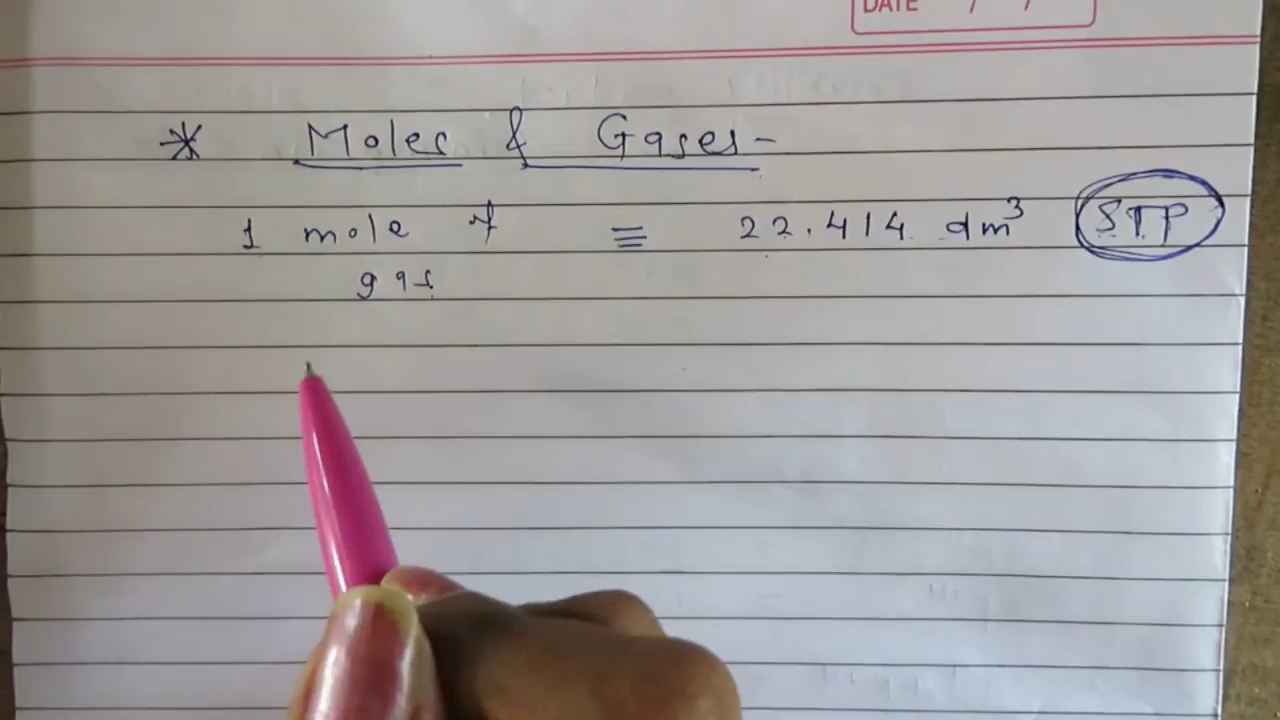 DATE / /
* Moles & Gases-
1 mole of ≡ 22.414 dm³ STP
gas